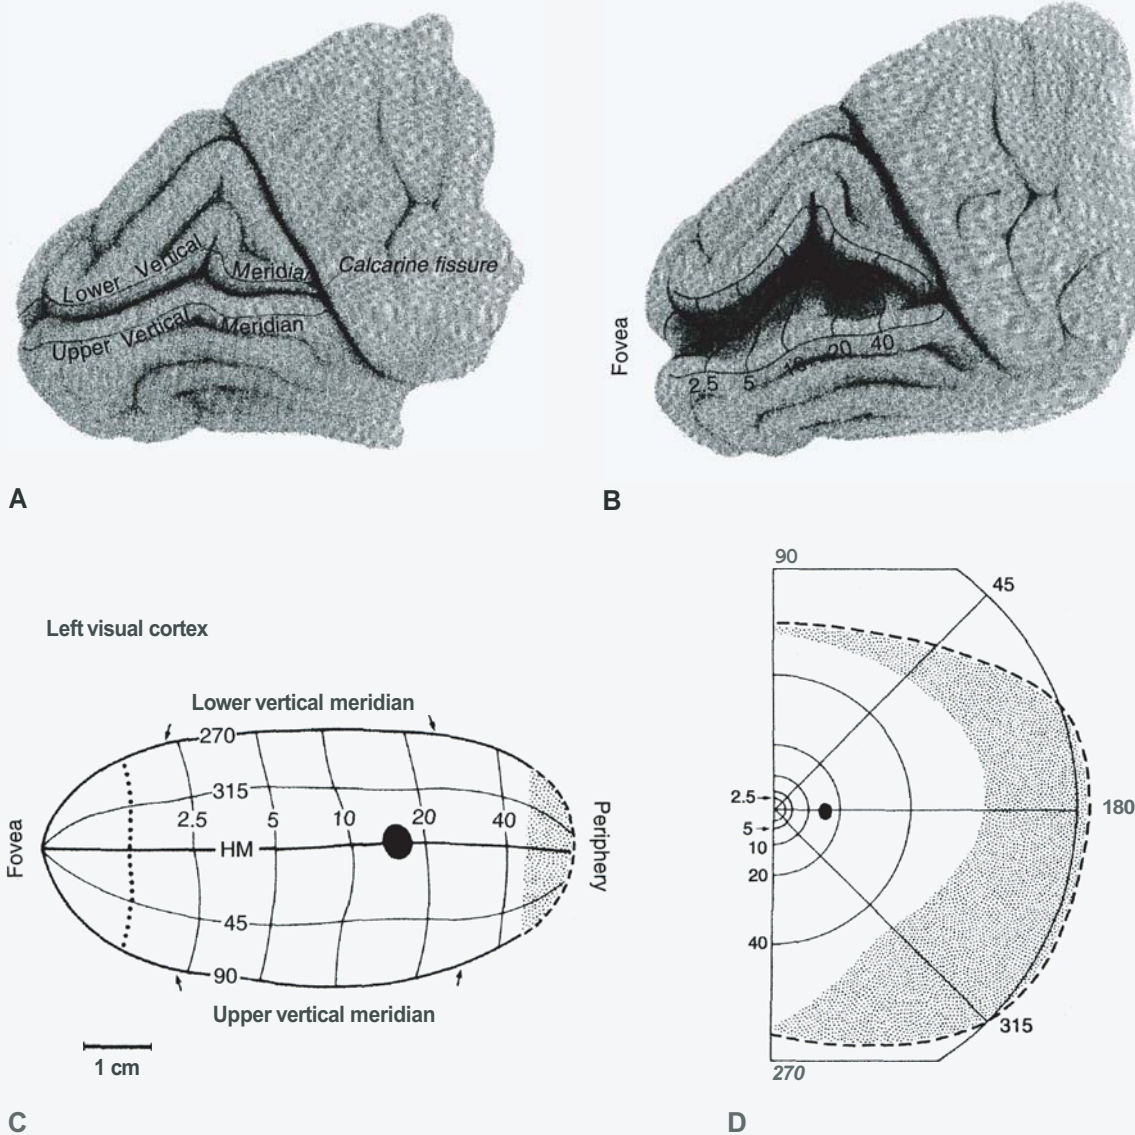 Lower Vertical Meridian
Calcarine fissure
Upper Vertical Meridian
A
Fovea
2.5 5 10 20 40
B
Left visual cortex
Lower vertical meridian
270
315
2.5 5 10 20 40
Fovea
HM
Periphery
45
90
Upper vertical meridian
1 cm
C
90
45
2.5
180
5
10
20
40
315
270
D